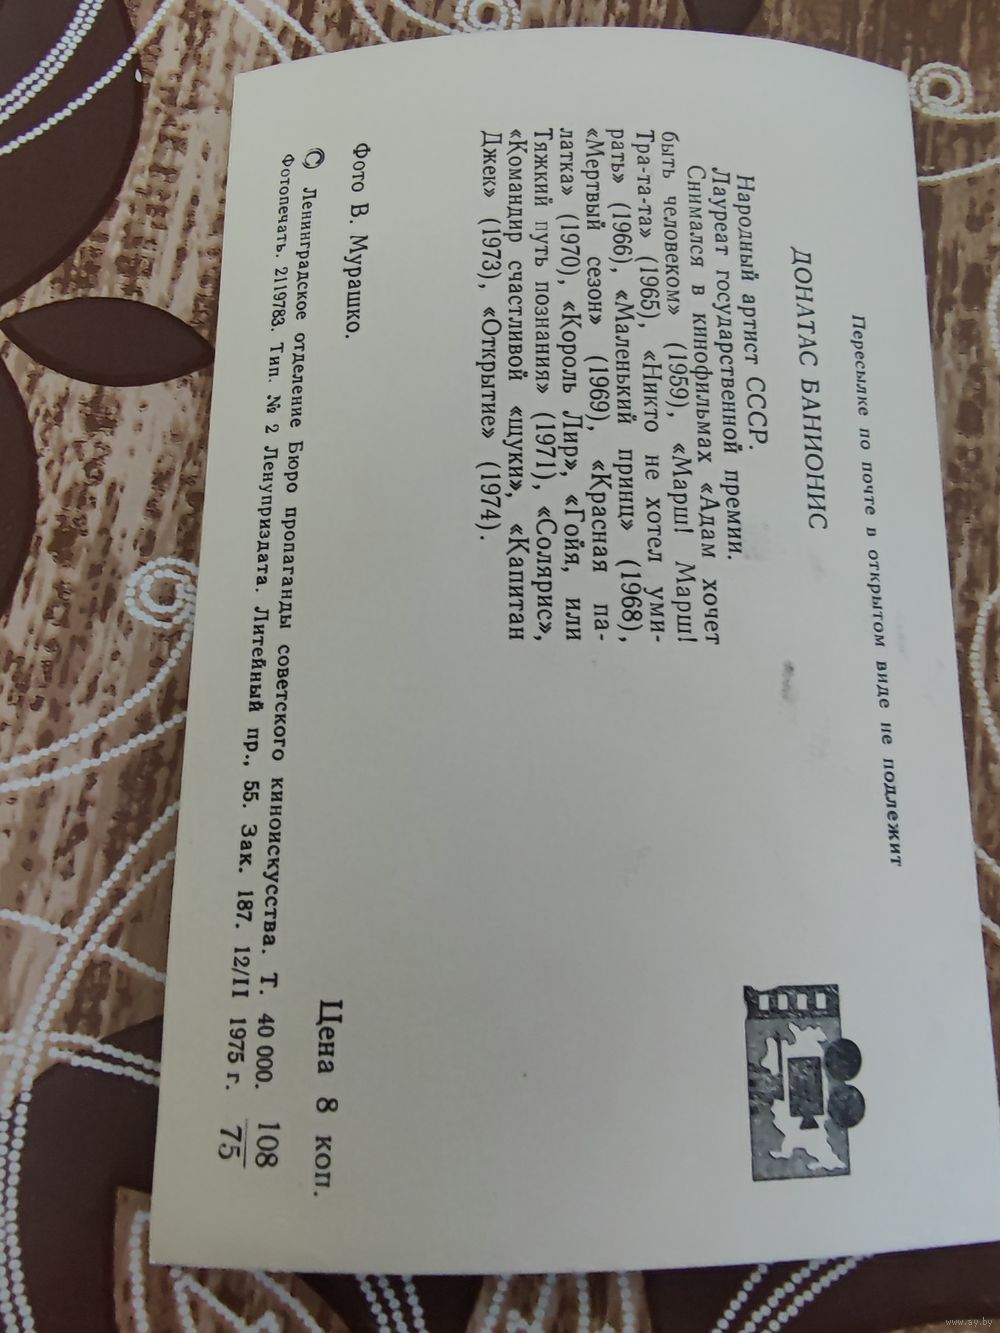 Пересылке по почте в открытом виде не подлежит
ДОНАТАС БАНИОНИС
Народный артист СССР.
Лауреат государственной премии.
Снимался в кинофильмах «Адам хочет
быть человеком» (1959), «Марш! Марш!
Тра-та-та» (1965), «Никто не хотел уми-
рать» (1966), «Маленький принц» (1968),
«Мертвый сезон» (1969), «Красная па-
латка» (1970), «Король Лир», «Гойя, или
Тяжкий путь познания» (1971), «Солярис»,
«Командир счастливой «щуки», «Капитан
Джек» (1973), «Открытие» (1974).
Фото В. Мурашко.
Цена 8 коп.
© Ленинградское отделение Бюро пропаганды советского киноискусства. Т. 40 000. 108
Фотопечать. 2119783. Тип. № 2 Ленуприздата. Литейный пр., 55. Зак. 187. 12/II 1975 г. 75
www.ay.by